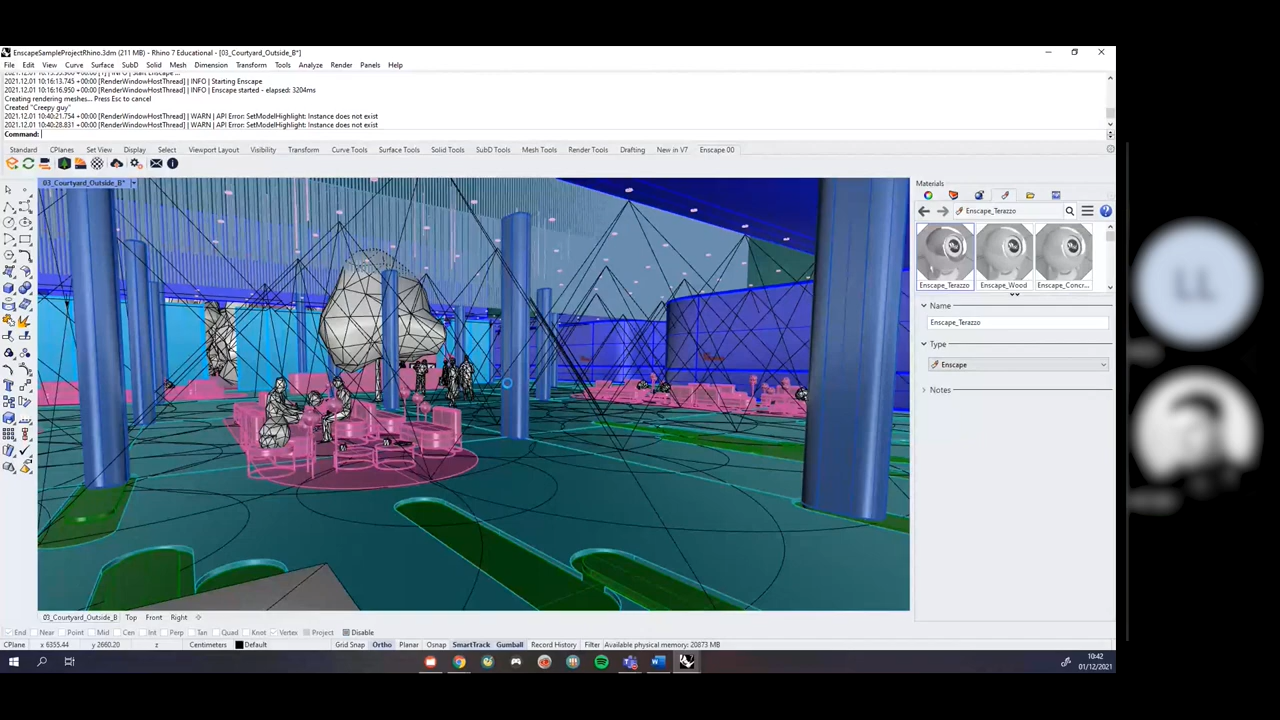 EnscapeSampleProjectRhino.3dm (211 MB) - Rhino 7 Educational - [03_Courtyard_Outside_B*]
File Edit View Curve Surface SubD Solid Mesh Dimension Transform Tools Analyze Render Panels Help
2021.12.01 10:16:13.745 +00:00 [RenderWindowHostThread] | INFO | Starting Enscape
2021.12.01 10:16:16.950 +00:00 [RenderWindowHostThread] | INFO | Enscape started - elapsed: 3204ms
Creating rendering meshes... Press Esc to cancel
Created "Creepy guy"
2021.12.01 10:40:21.754 +00:00 [RenderWindowHostThread] | WARN | API Error: SetModelHighlight: Instance does not exist
2021.12.01 10:40:28.831 +00:00 [RenderWindowHostThread] | WARN | API Error: SetModelHighlight: Instance does not exist
Command:
Standard CPlanes Set View Display Select Viewport Layout Visibility Transform Curve Tools Surface Tools Solid Tools SubD Tools Mesh Tools Render Tools Drafting New in V7 Enscape 00
03_Courtyard_Outside_B*
Materials
Enscape_Terazzo
Enscape_Terazzo Enscape_Wood Enscape_Concr...
Name
Enscape_Terazzo
Type
Enscape
Notes
LL
03_Courtyard_Outside_B Top Front Right
End Near Point Mid Cen Int Perp Tan Quad Knot Vertex Project Disable
CPlane x 6355.44 y 2660.20 z Centimeters Default Grid Snap Ortho Planar Osnap SmartTrack Gumball Record History Filter Available physical memory: 20873 MB
10:42
01/12/2021